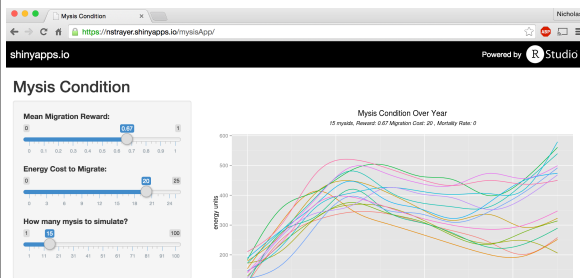 Mysis Condition
Nicholas
https://nstrayer.shinyapps.io/mysisApp/
ABP
shinyapps.io
Powered by R Studio
Mysis Condition
Mean Migration Reward:
0 0.67 1
0 0.1 0.2 0.3 0.4 0.5 0.6 0.7 0.8 0.9 1
Energy Cost to Migrate:
0 20 25
0 3 6 9 12 15 18 21 24
How many mysis to simulate?
1 15 100
1 11 21 31 41 51 61 71 81 91 100
Mysis Condition Over Year
15 mysids, Reward: 0.67 Migration Cost: 20 , Mortality Rate: 0
energy units
600
500
400
300
200